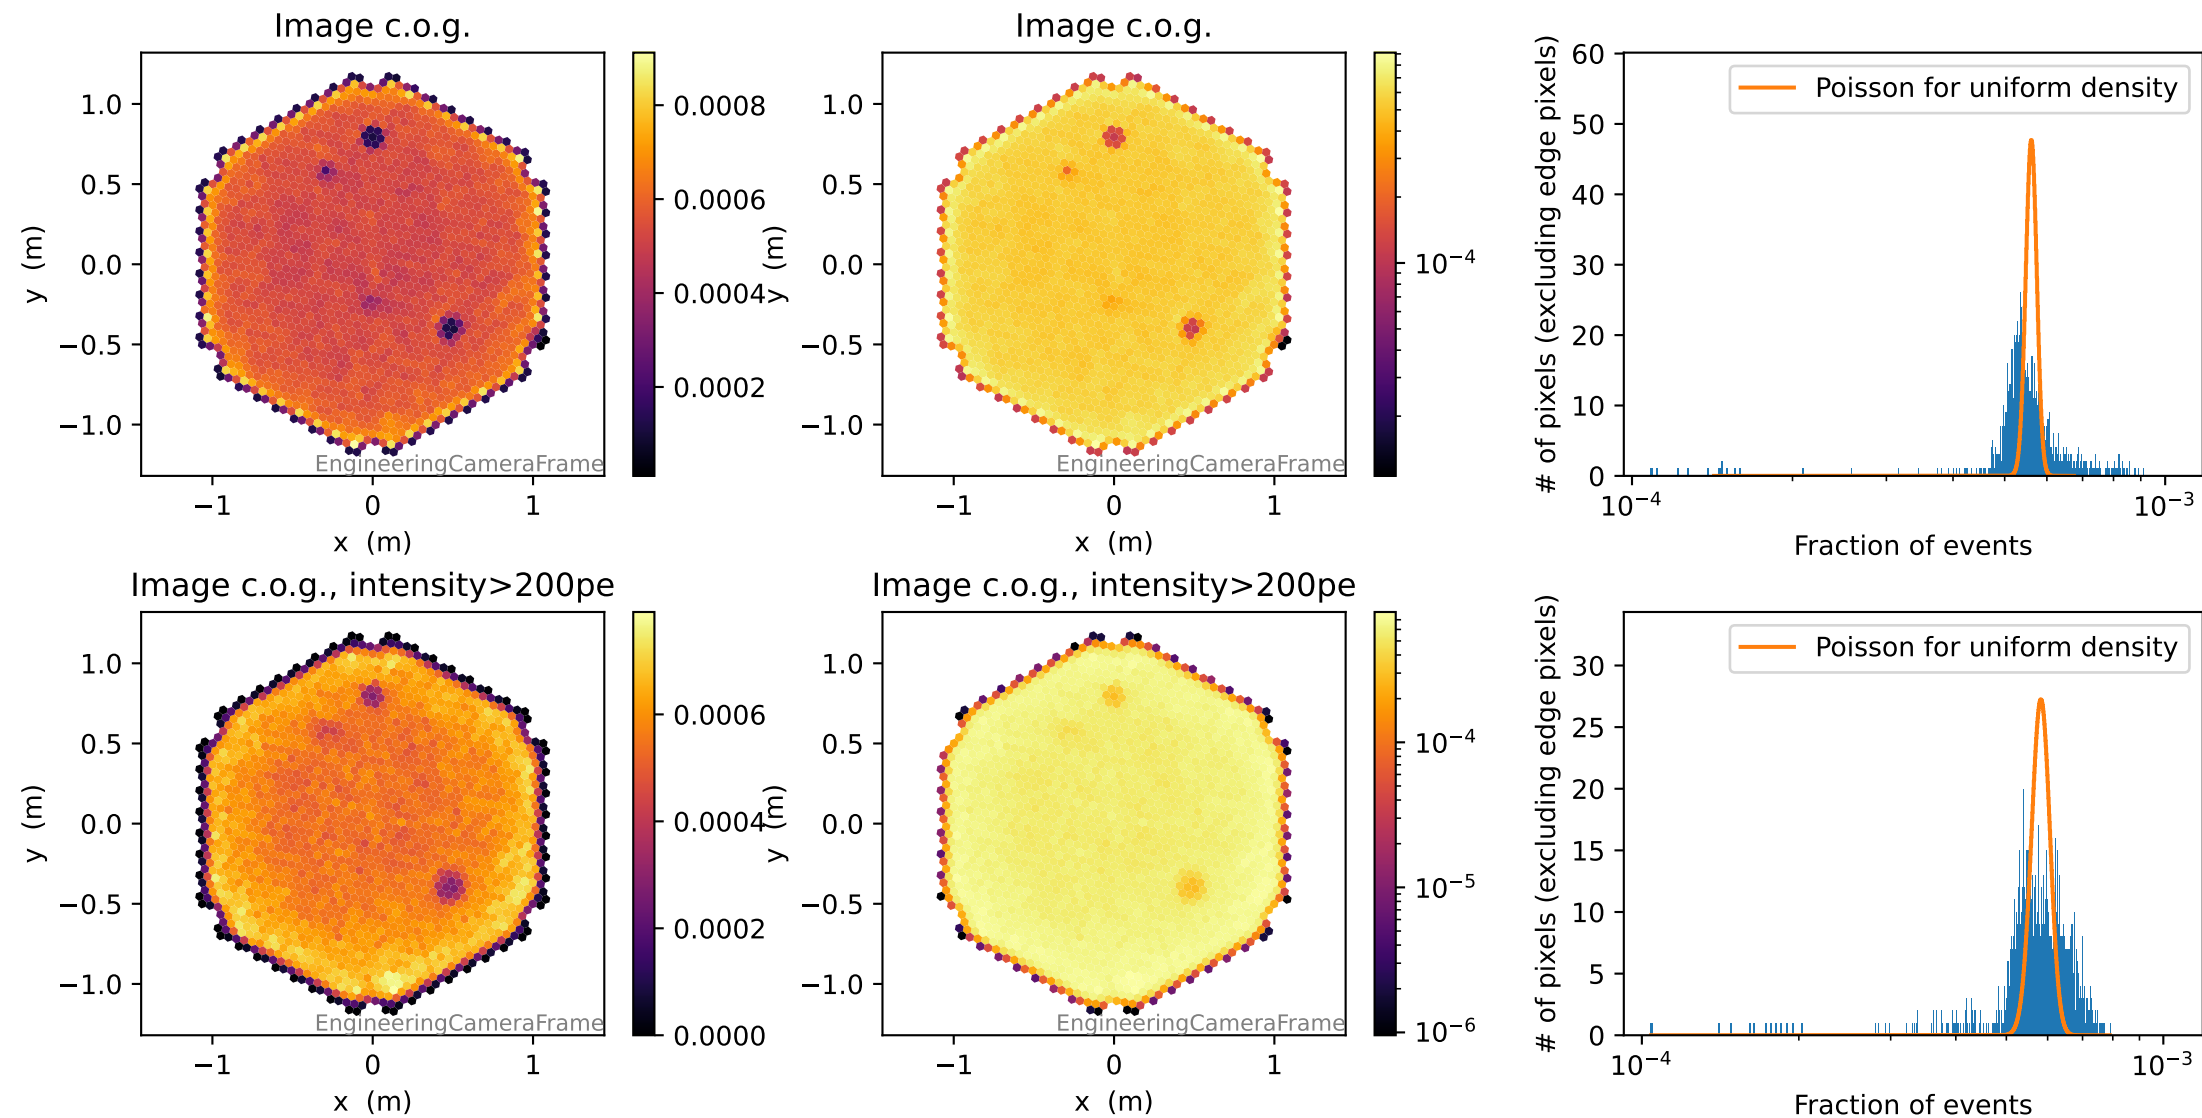 Image c.o.g.
1.0
0.5
0.0
−0.5
−1.0
y (m)
−1
0
1
x (m)
EngineeringCameraFrame
0.0008
0.0006
0.0004
0.0002
Image c.o.g.
1.0
0.5
0.0
−0.5
−1.0
y (m)
−1
0
1
x (m)
EngineeringCameraFrame
10⁻⁴
60
50
40
30
20
10
0
# of pixels (excluding edge pixels)
Poisson for uniform density
10⁻⁴
10⁻³
Fraction of events
Image c.o.g., intensity>200pe
1.0
0.5
0.0
−0.5
−1.0
y (m)
−1
0
1
x (m)
EngineeringCameraFrame
0.0006
0.0004
0.0002
0.0000
Image c.o.g., intensity>200pe
1.0
0.5
0.0
−0.5
−1.0
y (m)
−1
0
1
x (m)
EngineeringCameraFrame
10⁻⁴
10⁻⁵
10⁻⁶
30
25
20
15
10
5
0
# of pixels (excluding edge pixels)
Poisson for uniform density
10⁻⁴
10⁻³
Fraction of events